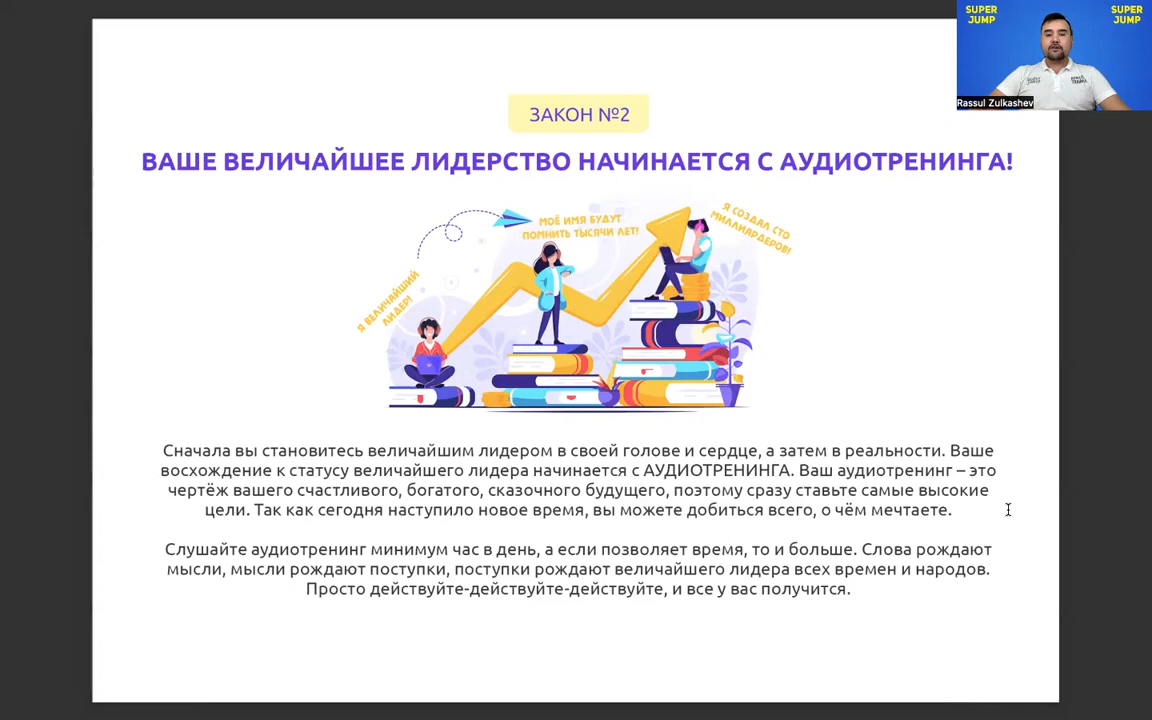 SUPER
JUMP
SUPER
JUMP
Rassul Zulkashev
ЗАКОН №2
ВАШЕ ВЕЛИЧАЙШЕЕ ЛИДЕРСТВО НАЧИНАЕТСЯ С АУДИОТРЕНИНГА!
Я ВЕЛИЧАЙШИЙ
ЛИДЕР!
МОЁ ИМЯ БУДУТ
ПОМНИТЬ ТЫСЯЧИ ЛЕТ!
Я СОЗДАЛ СТО
МИЛЛИАРДЕРОВ!
Сначала вы становитесь величайшим лидером в своей голове и сердце, а затем в реальности. Ваше
восхождение к статусу величайшего лидера начинается с АУДИОТРЕНИНГА. Ваш аудиотренинг – это
чертёж вашего счастливого, богатого, сказочного будущего, поэтому сразу ставьте самые высокие
цели. Так как сегодня наступило новое время, вы можете добиться всего, о чём мечтаете.
Слушайте аудиотренинг минимум час в день, а если позволяет время, то и больше. Слова рождают
мысли, мысли рождают поступки, поступки рождают величайшего лидера всех времен и народов.
Просто действуйте-действуйте-действуйте, и все у вас получится.